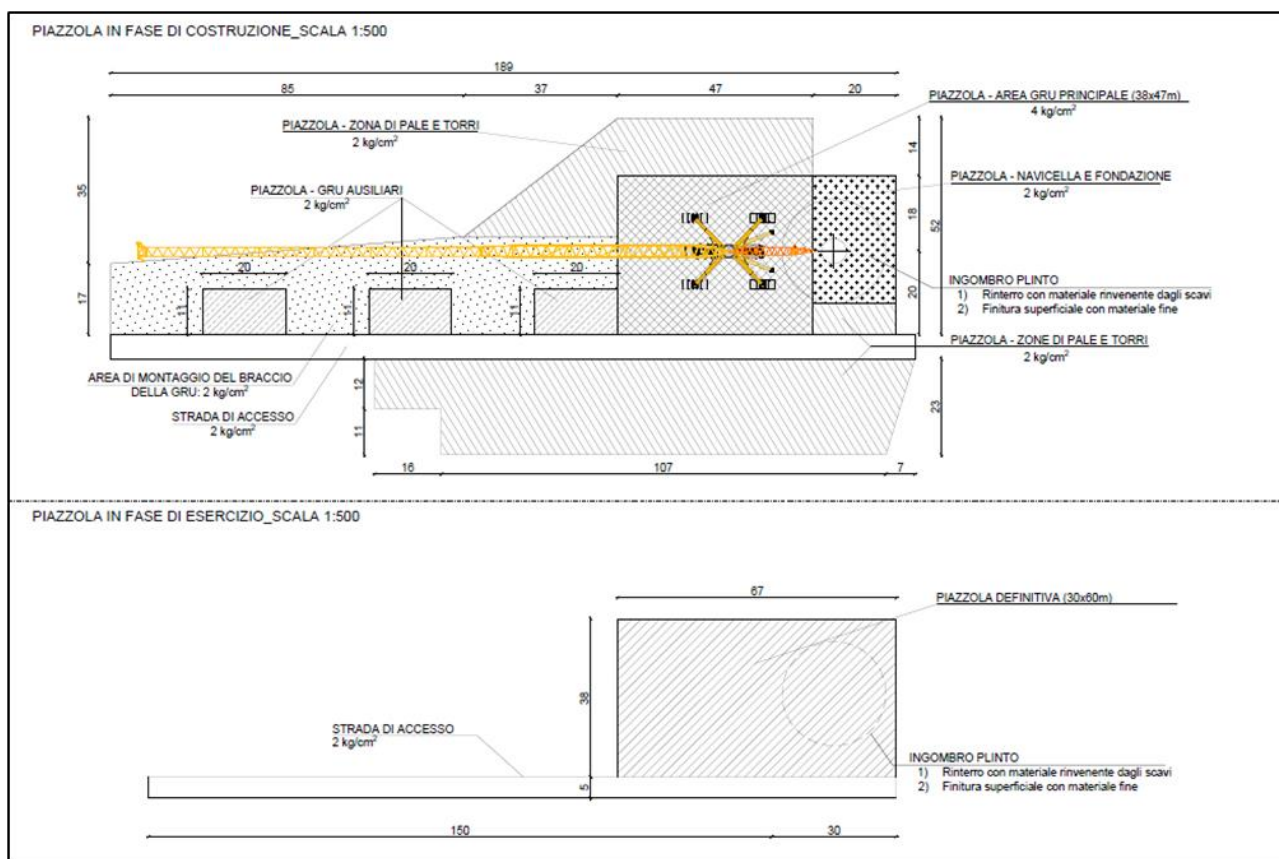 PIAZZOLA IN FASE DI COSTRUZIONE_SCALA 1:500
189
85
37
47
20
PIAZZOLA - AREA GRU PRINCIPALE (38x47m)
4 kg/cm²
PIAZZOLA - ZONA DI PALE E TORRI
2 kg/cm²
14
35
PIAZZOLA - GRU AUSILIARI
2 kg/cm²
PIAZZOLA - NAVICELLA E FONDAZIONE
2 kg/cm²
18
52
20
20
20
INGOMBRO PLINTO
1) Rinterro con materiale rinvenente dagli scavi
2) Finitura superficiale con materiale fine
17
11
11
11
20
PIAZZOLA - ZONE DI PALE E TORRI
2 kg/cm²
AREA DI MONTAGGIO DEL BRACCIO
DELLA GRU: 2 kg/cm²
12
STRADA DI ACCESSO
2 kg/cm²
11
23
16
107
7
PIAZZOLA IN FASE DI ESERCIZIO_SCALA 1:500
67
PIAZZOLA DEFINITIVA (30x60m)
38
STRADA DI ACCESSO
2 kg/cm²
INGOMBRO PLINTO
1) Rinterro con materiale rinvenente dagli scavi
2) Finitura superficiale con materiale fine
5
150
30